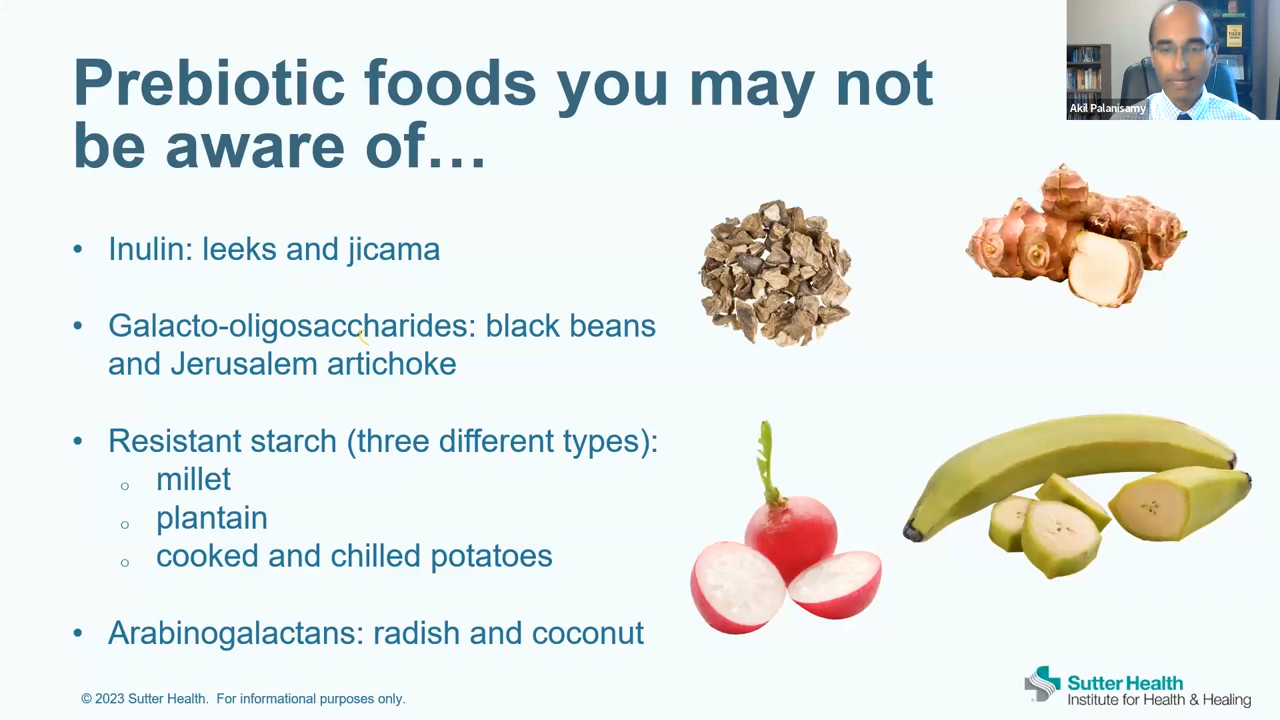 Prebiotic foods you may not
be aware of…
Akil Palanisamy
• Inulin: leeks and jicama
• Galacto-oligosaccharides: black beans
and Jerusalem artichoke
• Resistant starch (three different types):
○ millet
○ plantain
○ cooked and chilled potatoes
• Arabinogalactans: radish and coconut
© 2023 Sutter Health. For informational purposes only.
Sutter Health
Institute for Health & Healing